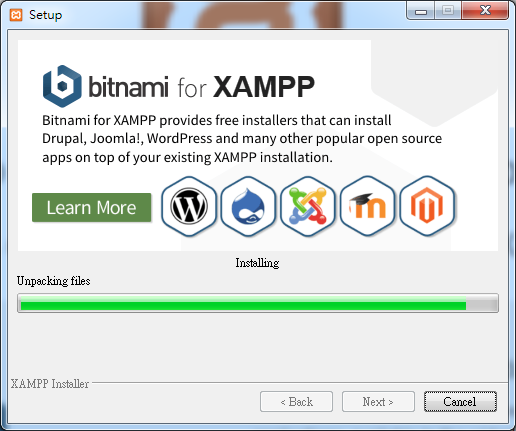 Setup
bitnami for XAMPP
Bitnami for XAMPP provides free installers that can install
Drupal, Joomla!, WordPress and many other popular open source
apps on top of your existing XAMPP installation.
Learn More
Installing
Unpacking files
XAMPP Installer
< Back
Next >
Cancel